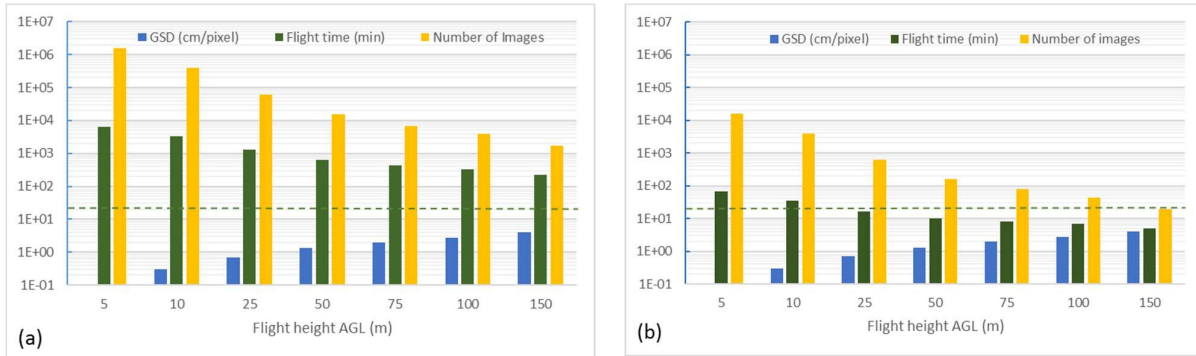 1E+07
GSD (cm/pixel) Flight time (min) Number of Images
1E+06
1E+05
1E+04
1E+03
1E+02
1E+01
1E+00
1E-01
5 10 25 50 75 100 150
Flight height AGL (m)
(a)
1E+07
GSD (cm/pixel) Flight time (min) Number of images
1E+06
1E+05
1E+04
1E+03
1E+02
1E+01
1E+00
1E-01
5 10 25 50 75 100 150
Flight height AGL (m)
(b)